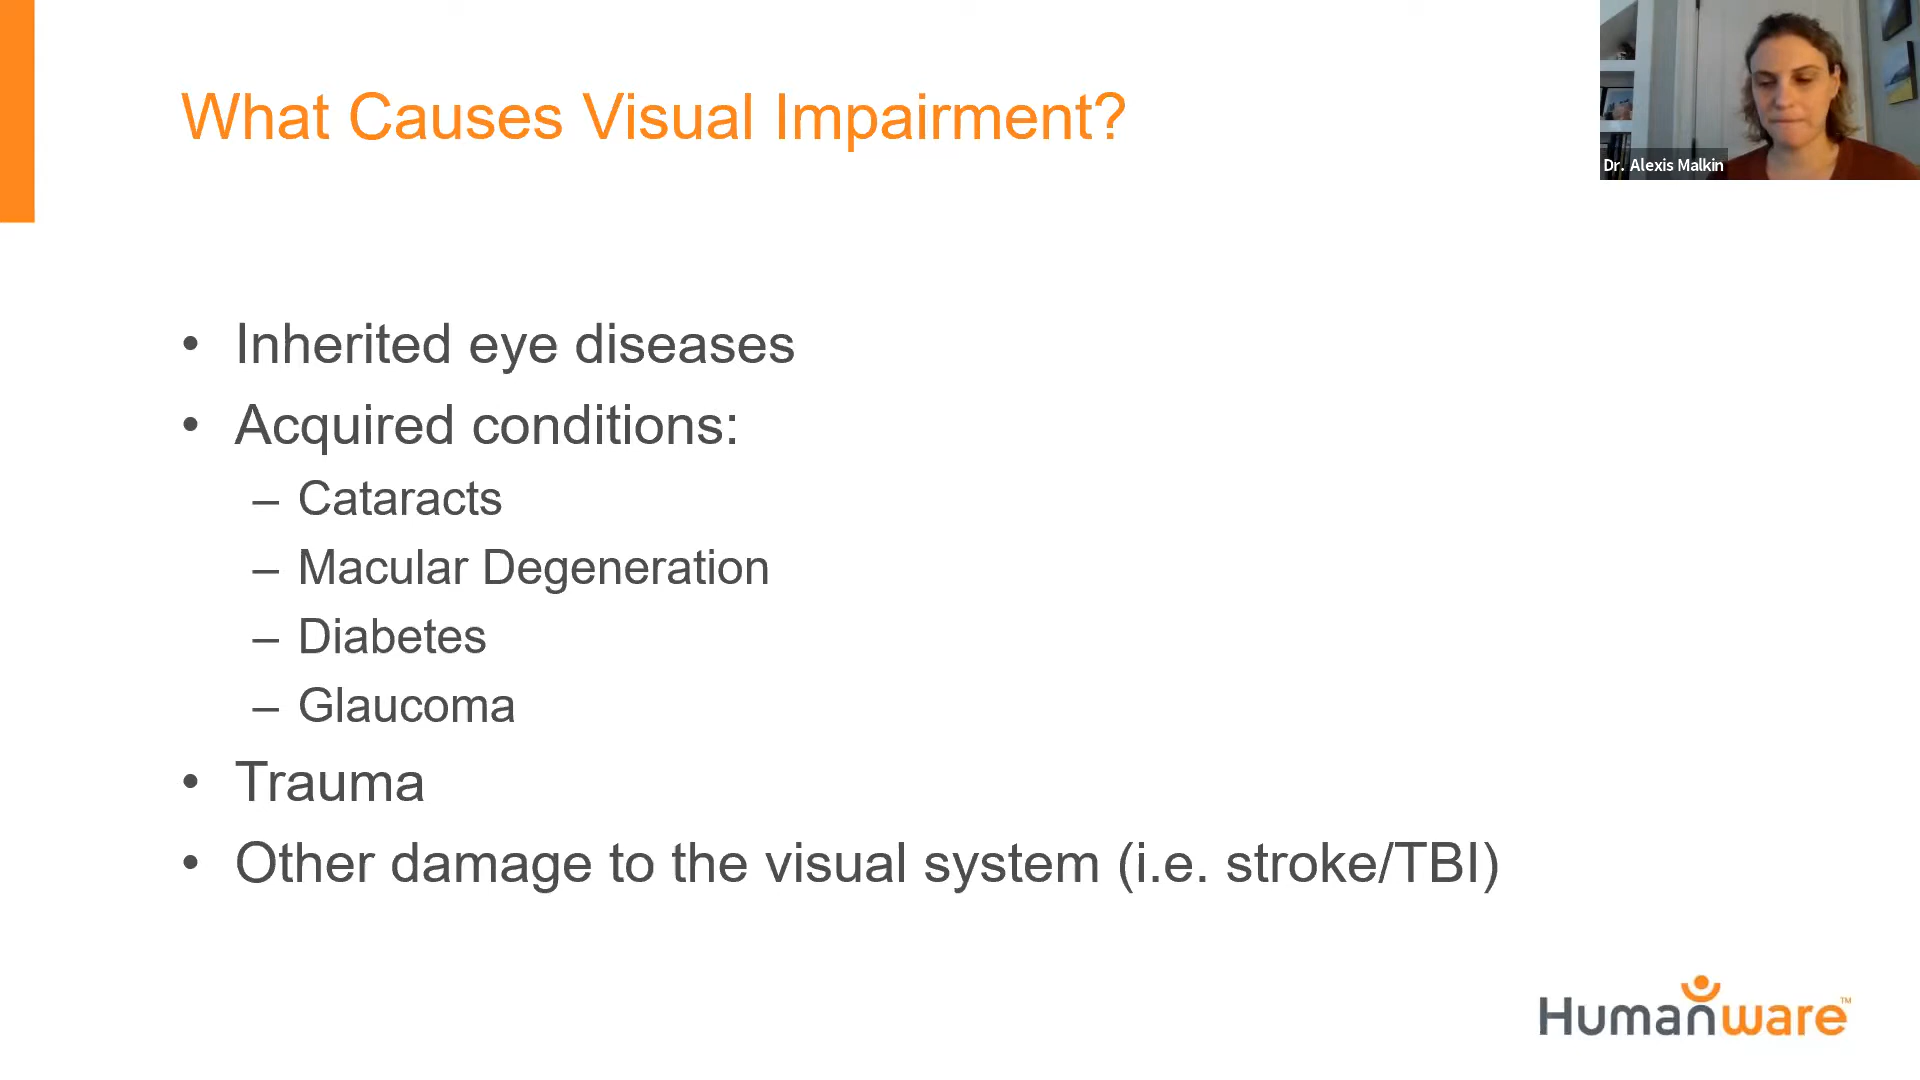 What Causes Visual Impairment?
Dr. Alexis Malkin
• Inherited eye diseases
• Acquired conditions:
– Cataracts
– Macular Degeneration
– Diabetes
– Glaucoma
• Trauma
• Other damage to the visual system (i.e. stroke/TBI)
Humanware™